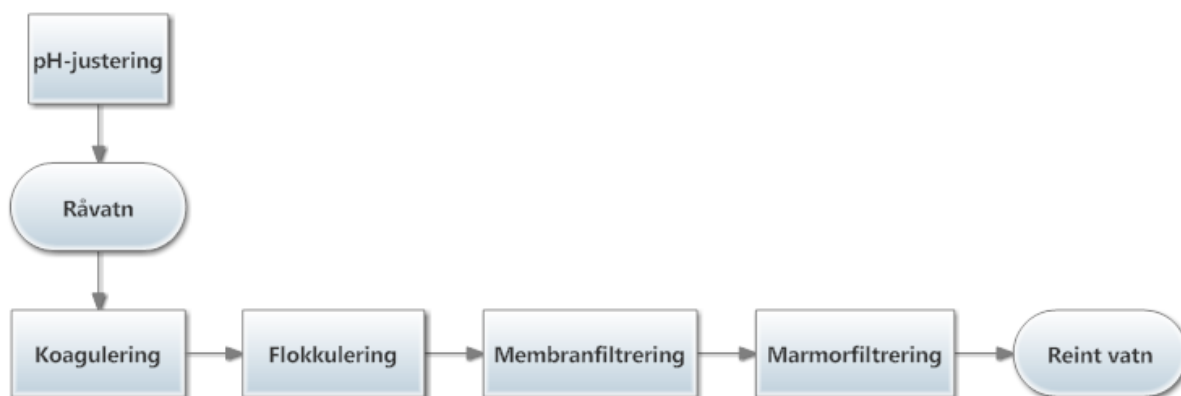 pH-justering
Råvatn
Koagulering
Flokkulering
Membranfiltrering
Marmorfiltrering
Reint vatn